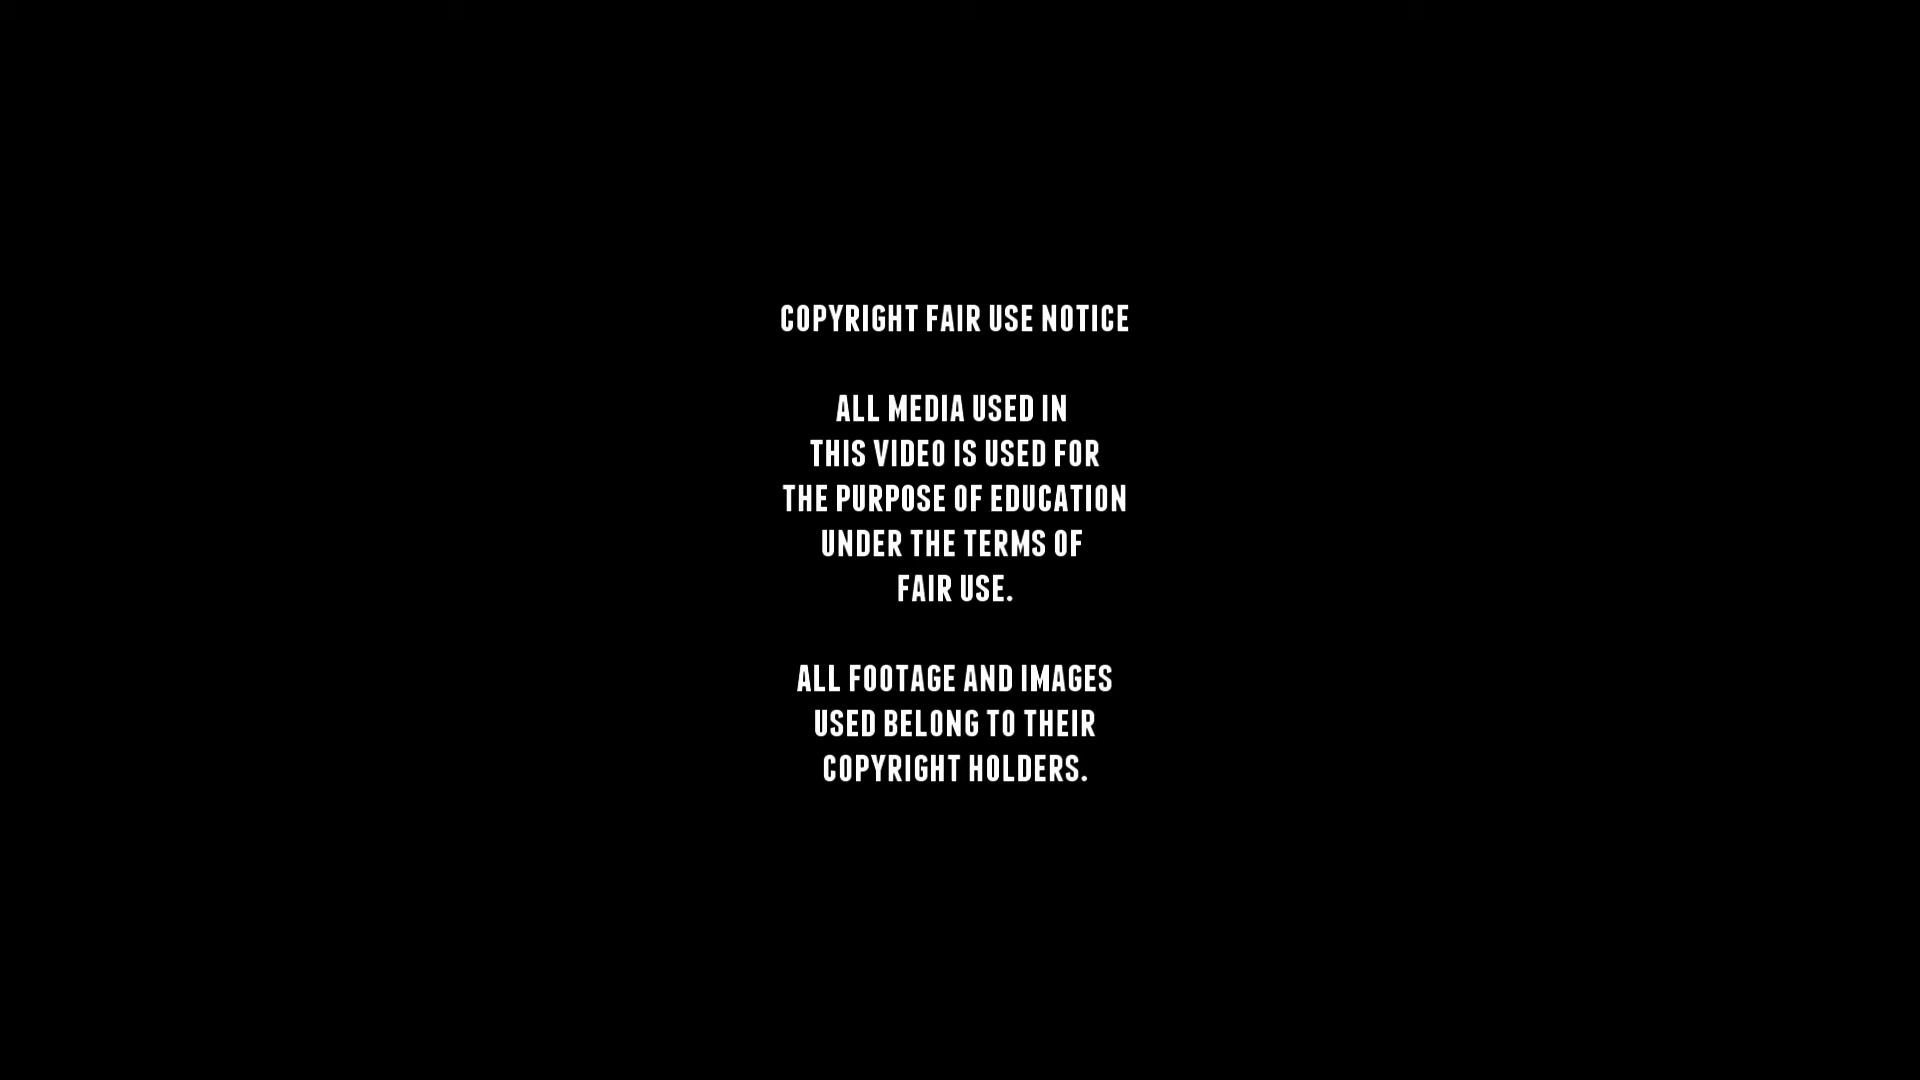 COPYRIGHT FAIR USE NOTICE
ALL MEDIA USED IN
THIS VIDEO IS USED FOR
THE PURPOSE OF EDUCATION
UNDER THE TERMS OF
FAIR USE.
ALL FOOTAGE AND IMAGES
USED BELONG TO THEIR
COPYRIGHT HOLDERS.